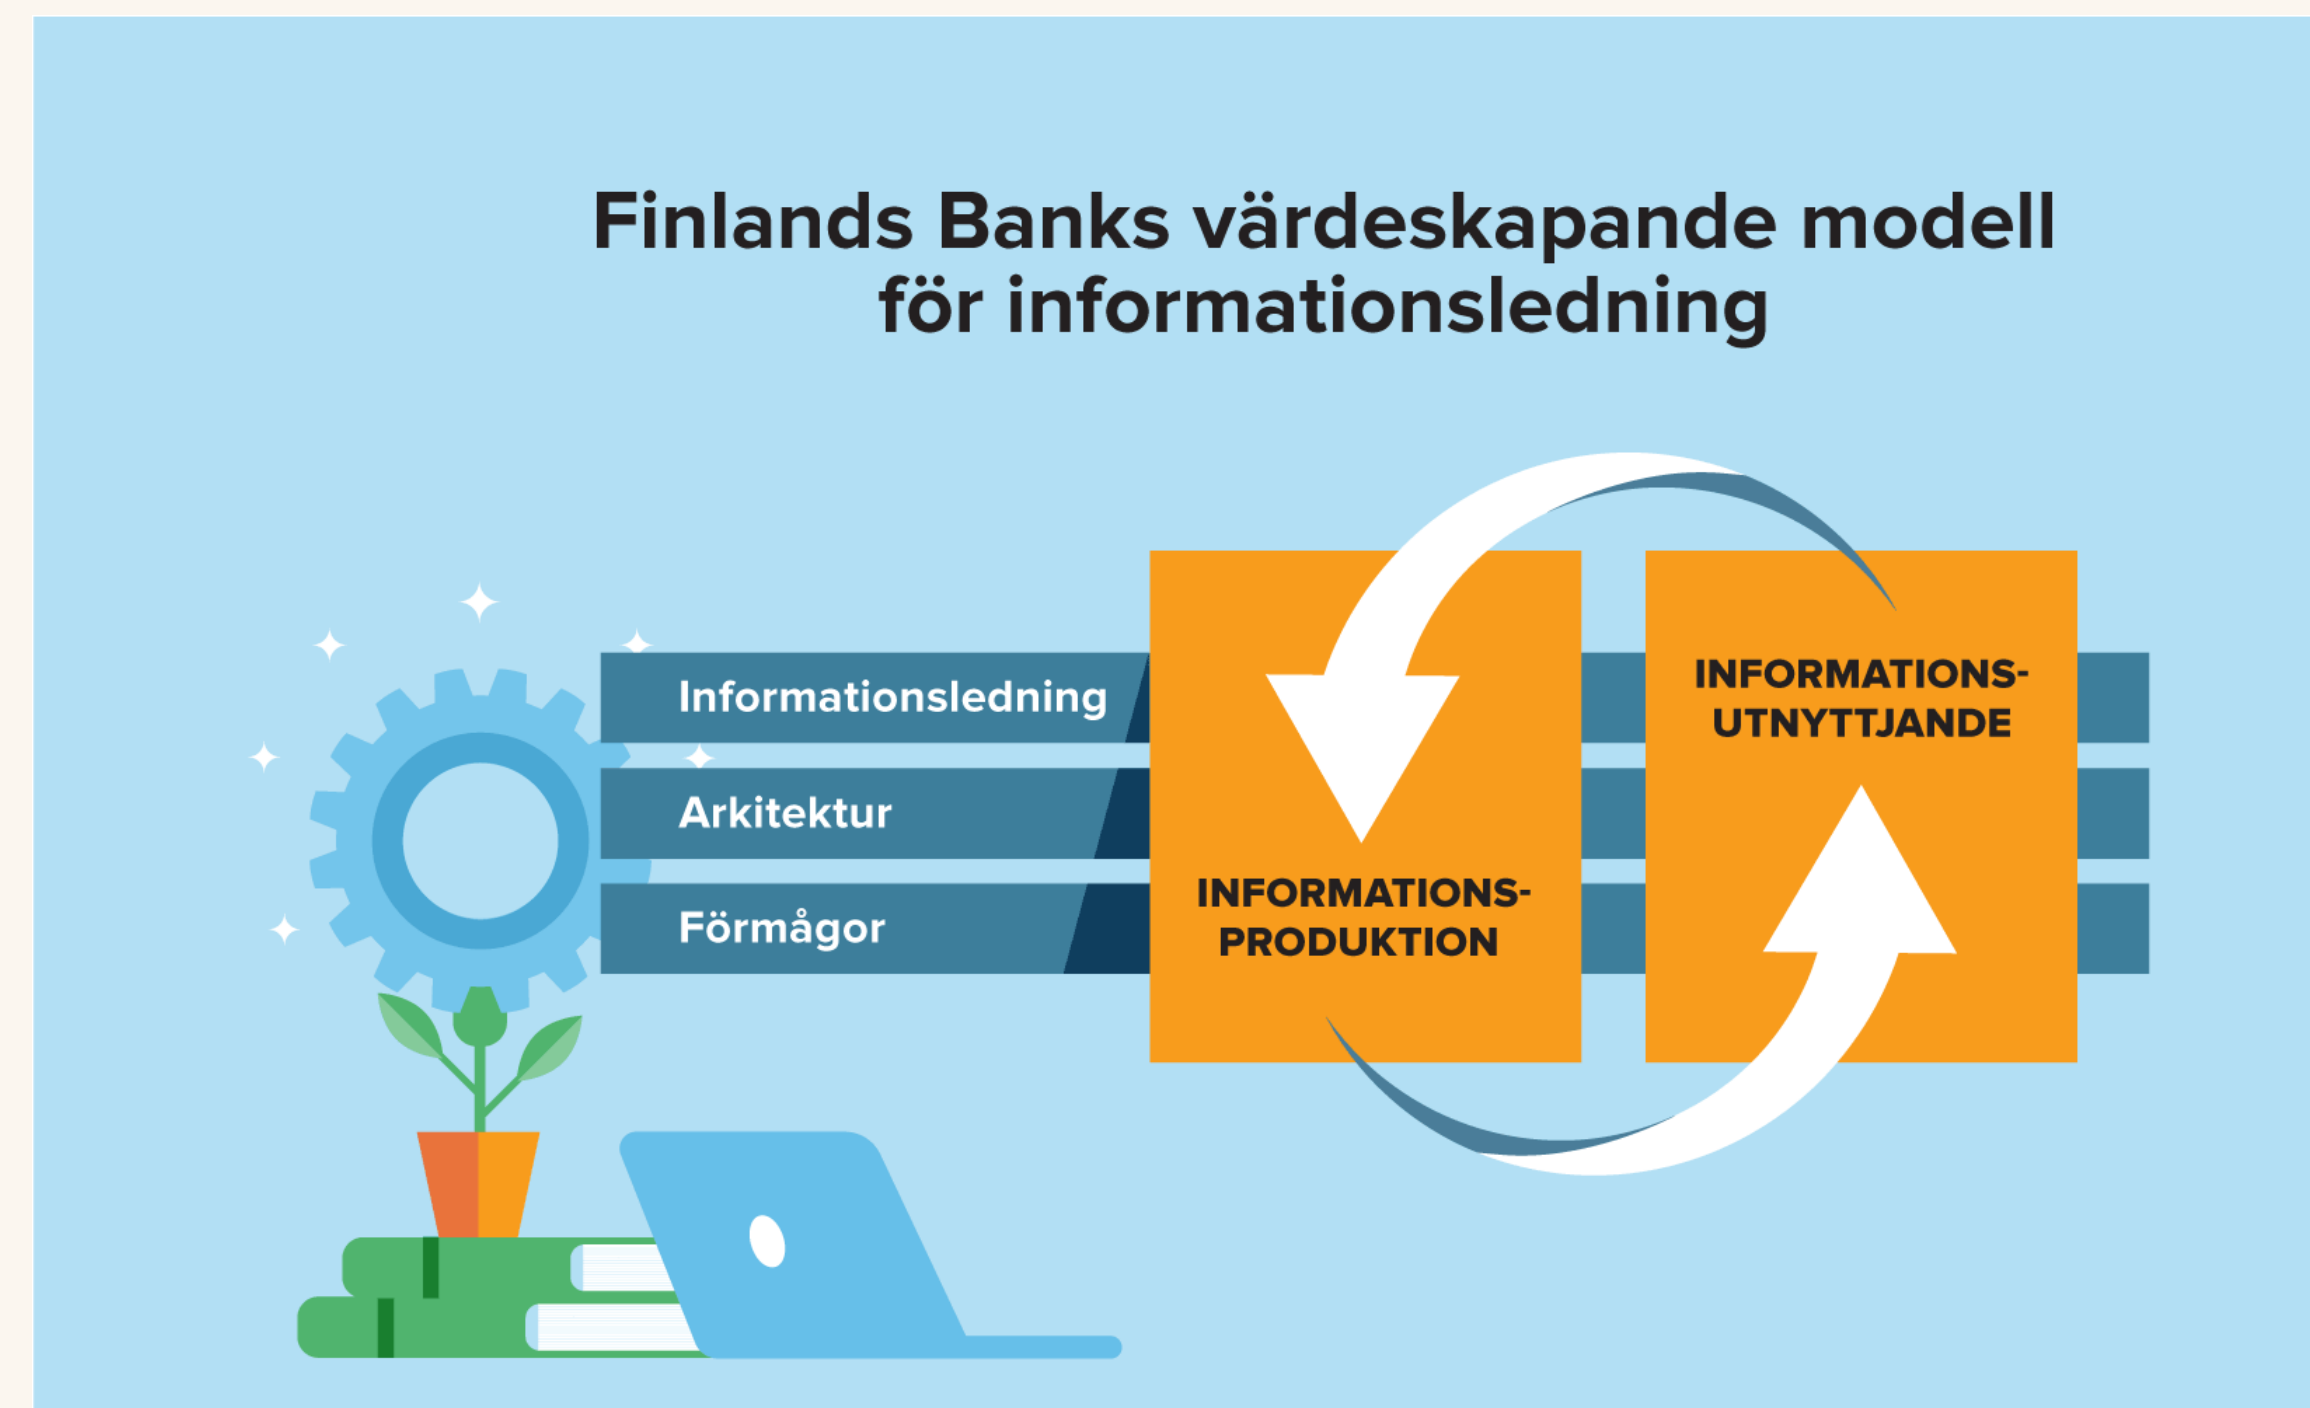 Finlands Banks värdeskapande modell
för informationsledning
Informationsledning
Arkitektur
Förmågor
INFORMATIONS-
PRODUKTION
INFORMATIONS-
UTNYTTJANDE